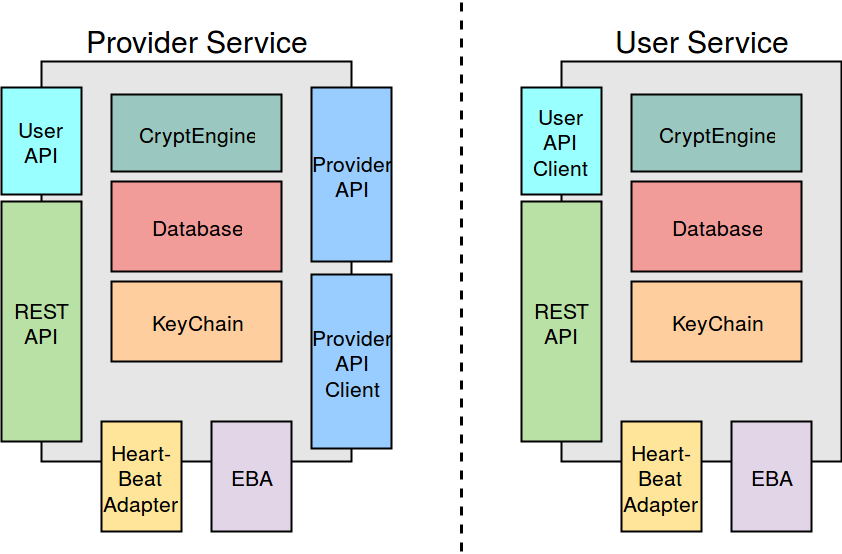 Provider Service
User
API
REST
API
CryptEngine
Database
KeyChain
Provider
API
Provider
API
Client
Heart-
Beat
Adapter
EBA
User Service
User
API
Client
REST
API
CryptEngine
Database
KeyChain
Heart-
Beat
Adapter
EBA